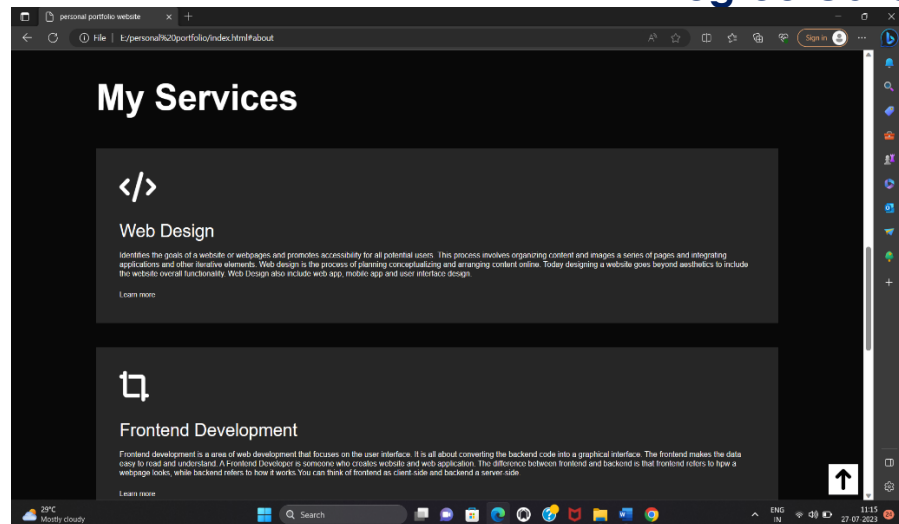 personal portfolio website
File | E:/personal%20portfolio/index.html#about
Sign in
My Services
</>
Web Design
Identifies the goals of a website or webpages and promotes accessibility for all potential users. This process involves organizing content and images a series of pages and integrating
applications and other iterative elements. Web design is the process of planning conceptualizing and arranging content online. Today designing a website goes beyond aesthetics to include
the website overall functionality. Web Design also include web app, mobile app and user interface design.
Learn more
Frontend Development
Frontend development is a area of web development that focuses on the user interface. It is all about converting the backend code into a graphical interface. The frontend makes the data
easy to read and understand. A Frontend Developer is someone who creates website and web application. The difference between frontend and backend is that frontend refers to hpw a
webpage looks, while backend refers to how it works You can think of frontend as client-side and backend a server side
Learn more
29°C
Mostly cloudy
Search
ENG
IN
11:15
27-07-2023